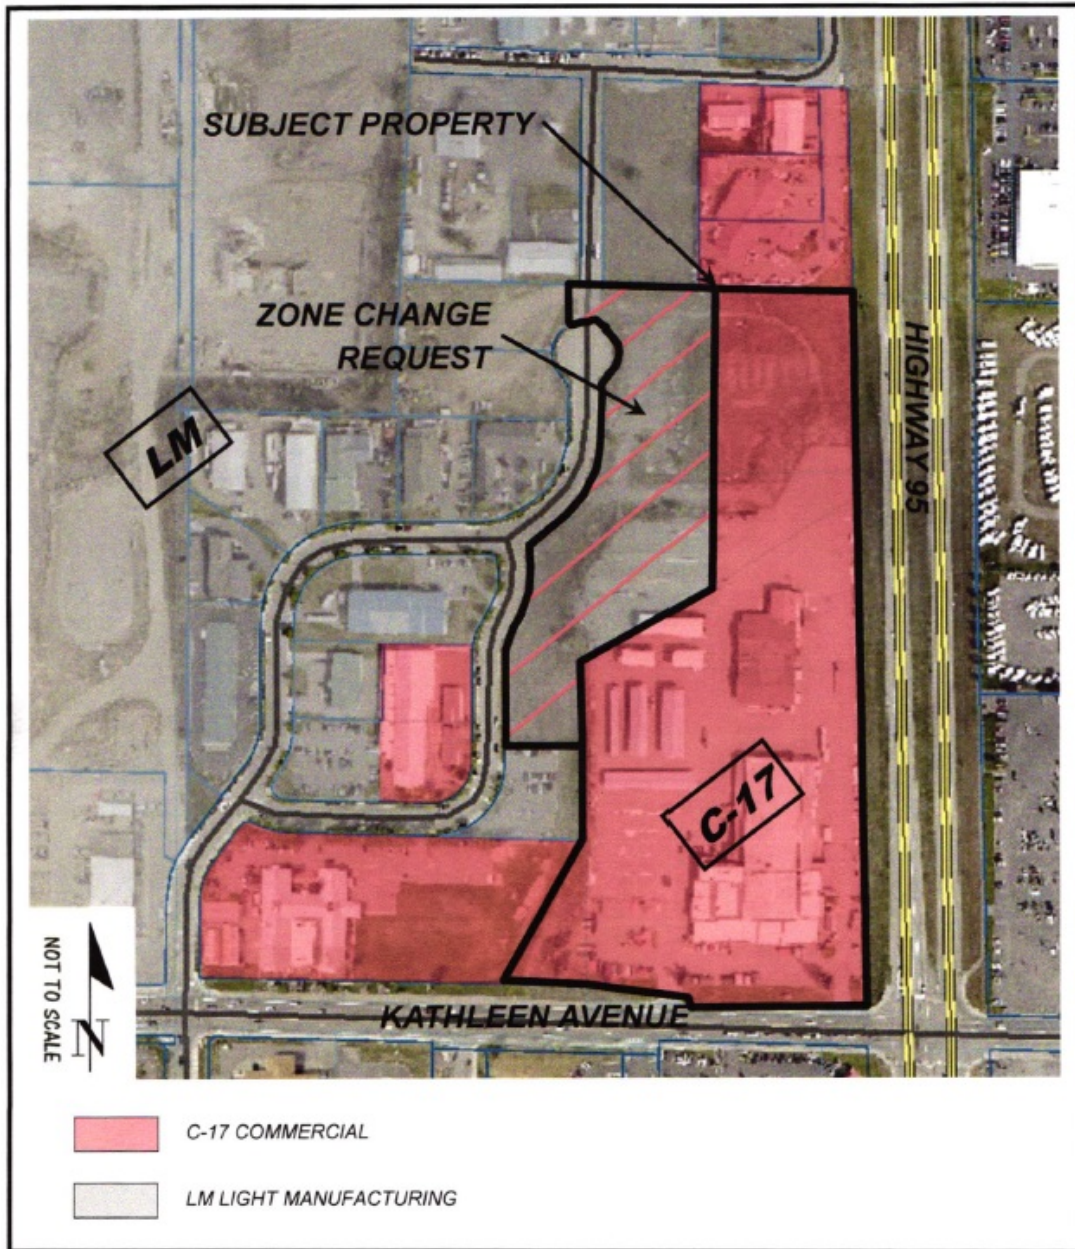 SUBJECT PROPERTY
ZONE CHANGE
REQUEST
HIGHWAY 95
LM
C-17
KATHLEEN AVENUE
NOT TO SCALE
N
C-17 COMMERCIAL
LM LIGHT MANUFACTURING